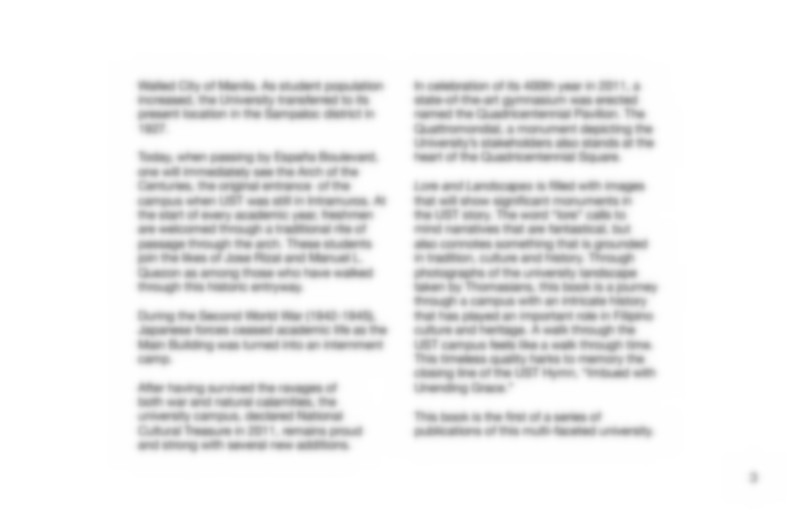 Walled City of Manila. As student population
increased, the University transferred to its
present location in the Sampaloc district in
1927.
Today, when passing by España Boulevard,
one will immediately see the Arch of the
Centuries, the original entrance of the
campus when UST was still in Intramuros. At
the start of every academic year, freshmen
are welcomed through a traditional rite of
passage through the arch. These students
join the likes of Jose Rizal and Manuel L.
Quezon as among those who have walked
through this historic entryway.
During the Second World War (1942-1945),
Japanese forces ceased academic life as the
Main Building was turned into an internment
camp.
After having survived the ravages of
both war and natural calamities, the
university campus, declared National
Cultural Treasure in 2011, remains proud
and strong with several new additions.
In celebration of its 400th year in 2011, a
state-of-the-art gymnasium was erected
named the Quadricentennial Pavilion. The
Quattromondial, a monument depicting the
University's stakeholders also stands at the
heart of the Quadricentennial Square.
Lore and Landscapes is filled with images
that will show significant monuments in
the UST story. The word "lore" calls to
mind narratives that are fantastical, but
also connotes something that is grounded
in tradition, culture and history. Through
photographs of the university landscape
taken by Thomasians, this book is a journey
through a campus with an intricate history
that has played an important role in Filipino
culture and heritage. A walk through the
UST campus feels like a walk through time.
This timeless quality harks to memory the
closing line of the UST Hymn, "Imbued with
Unending Grace."
This book is the first of a series of
publications of this multi-faceted university.